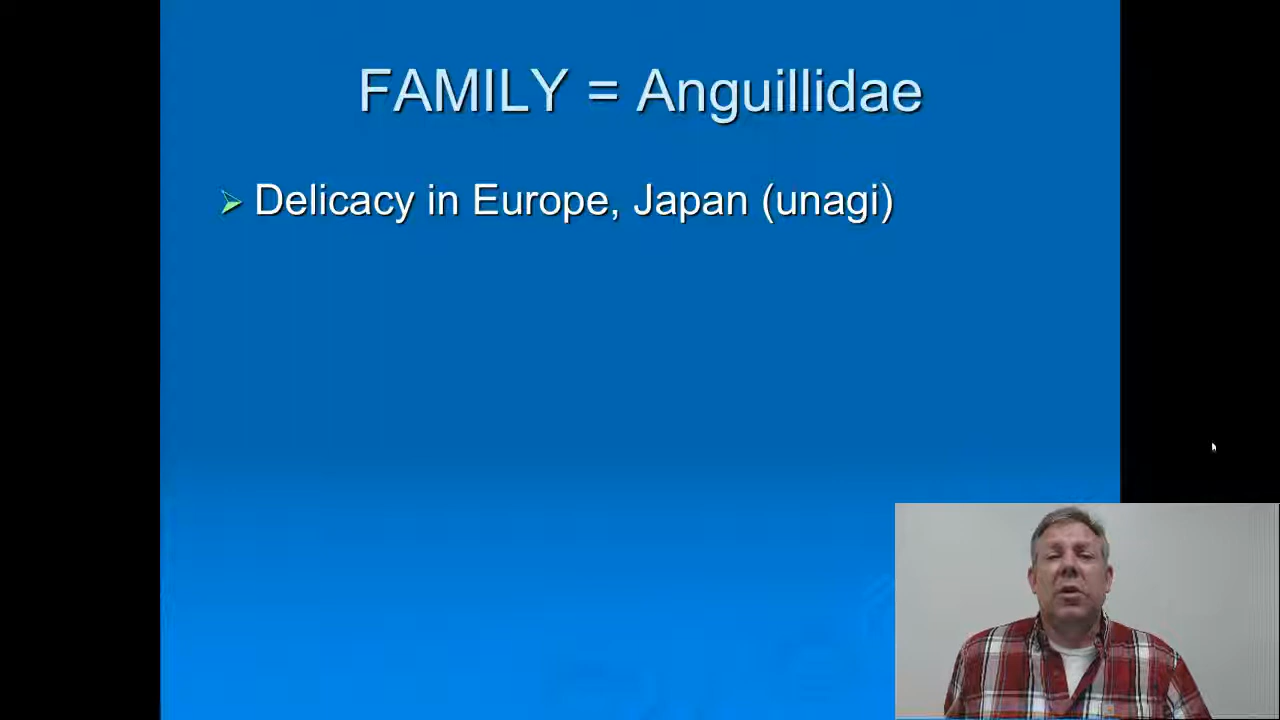 FAMILY = Anguillidae
Delicacy in Europe, Japan (unagi)